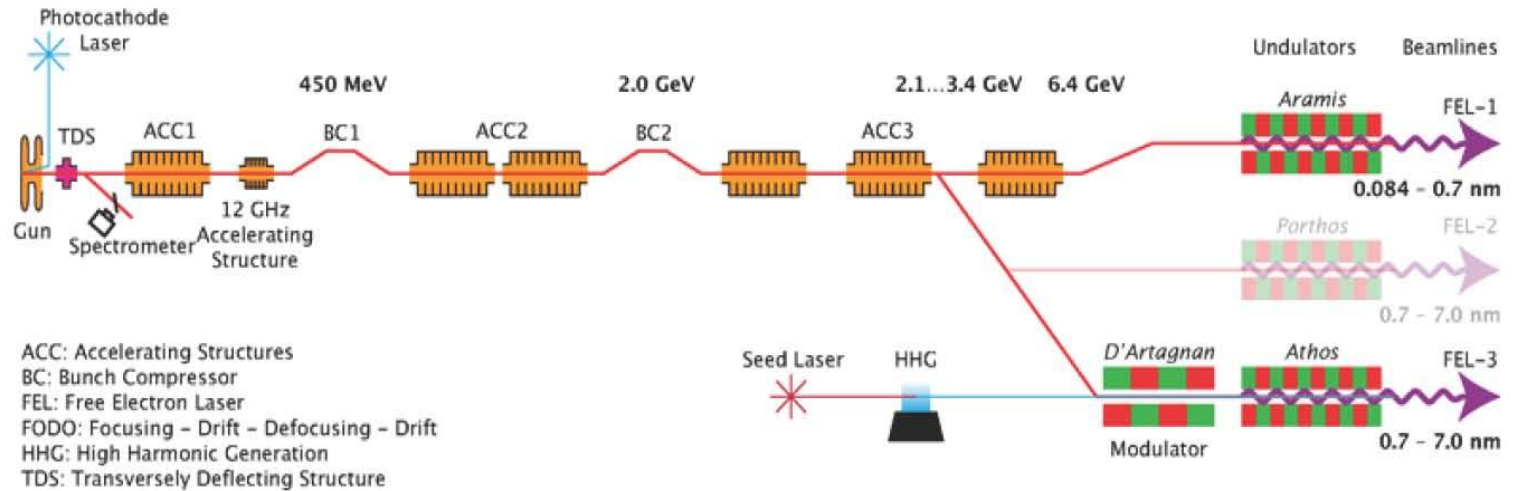 Photocathode
Laser
Undulators
Beamlines
450 MeV
2.0 GeV
2.1...3.4 GeV
6.4 GeV
Aramis
FEL-1
TDS
ACC1
BC1
ACC2
BC2
ACC3
0.084 - 0.7 nm
Gun
Spectrometer
12 GHz
Accelerating
Structure
Porthos
FEL-2
0.7 - 7.0 nm
ACC: Accelerating Structures
BC: Bunch Compressor
FEL: Free Electron Laser
FODO: Focusing - Drift - Defocusing - Drift
HHG: High Harmonic Generation
TDS: Transversely Deflecting Structure
Seed Laser
HHG
D'Artagnan
Athos
FEL-3
Modulator
0.7 - 7.0 nm